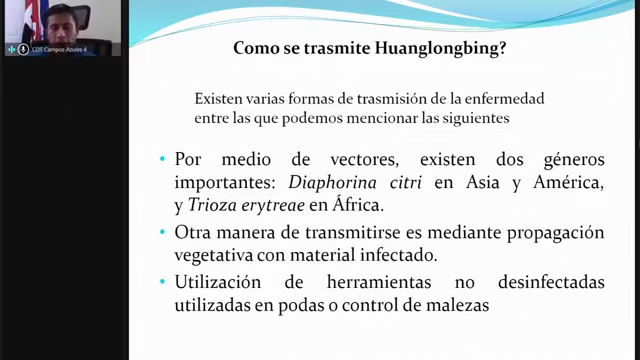 Como se trasmite Huanglongbing?
Existen varias formas de trasmisión de la enfermedad
entre las que podemos mencionar las siguientes
• Por medio de vectores, existen dos géneros
importantes: Diaphorina citri en Asia y América,
y Trioza erytreae en África.
• Otra manera de transmitirse es mediante propagación
vegetativa con material infectado.
• Utilización de herramientas no desinfectadas
utilizadas en podas o control de malezas
CDT Campos Azules 4